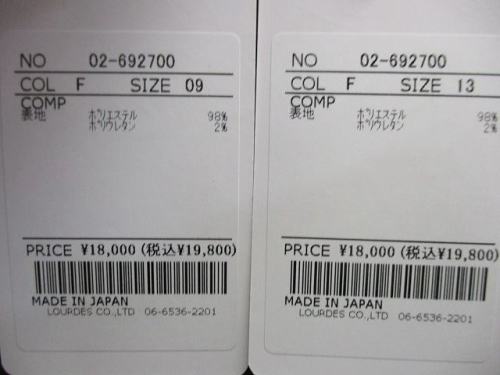 NO 02-692700
COL F SIZE 09
COMP
表地 ポリエステル 98%
ポリウレタン 2%
PRICE ¥18,000 (税込¥19,800)
MADE IN JAPAN
LOURDES CO.,LTD 06-6536-2201
NO 02-692700
COL F SIZE 13
COMP
表地 ポリエステル 98%
ポリウレタン 2%
PRICE ¥18,000 (税込¥19,800)
MADE IN JAPAN
LOURDES CO.,LTD 06-6536-2201